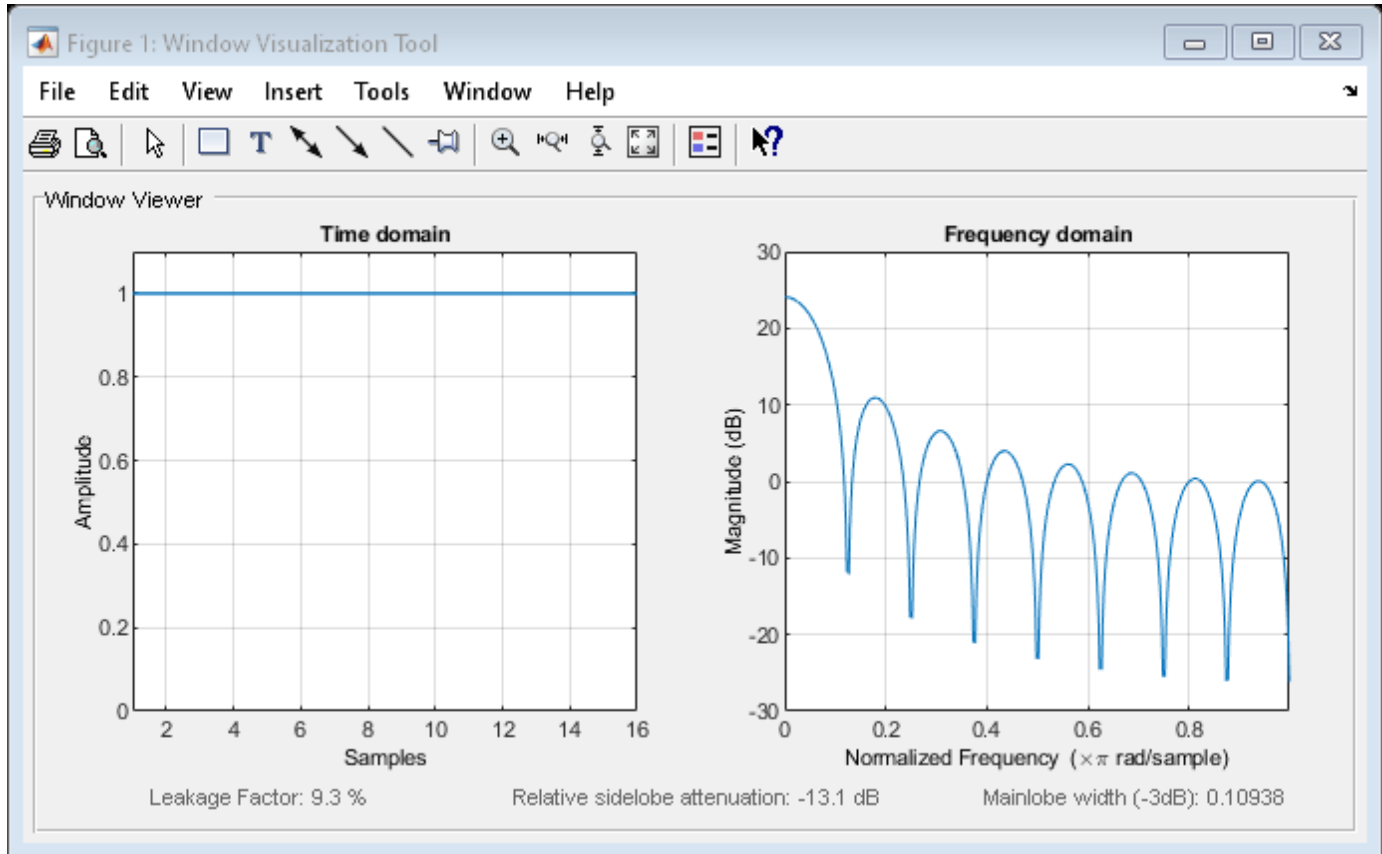 Figure 1: Window Visualization Tool
File Edit View Insert Tools Window Help
T ?
Window Viewer
Time domain
1
0.8
0.6
0.4
0.2
0
Amplitude
2 4 6 8 10 12 14 16
Samples
Frequency domain
30
20
10
0
-10
-20
-30
Magnitude (dB)
0 0.2 0.4 0.6 0.8
Normalized Frequency (×π rad/sample)
Leakage Factor: 9.3 % Relative sidelobe attenuation: -13.1 dB Mainlobe width (-3dB): 0.10938